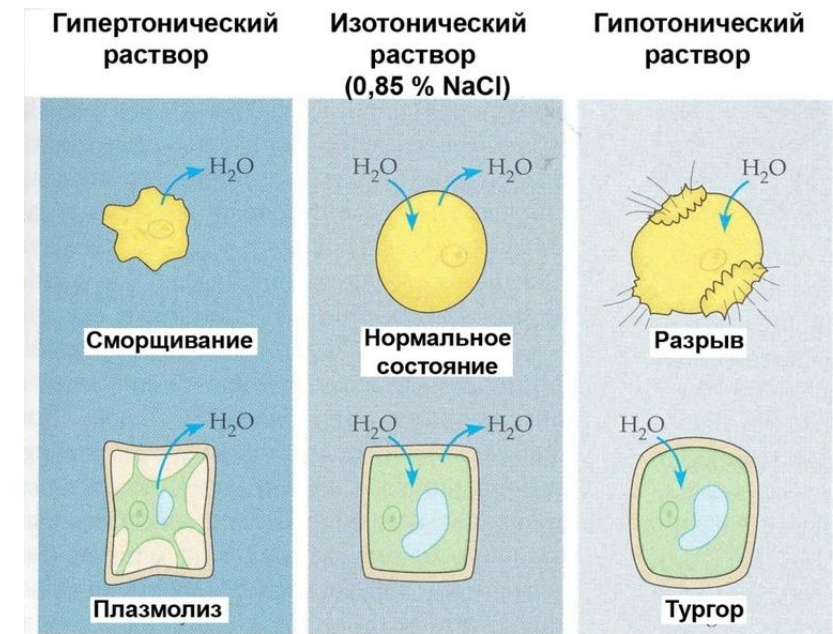 Гипертонический
раствор
Изотонический
раствор
(0,85 % NaCl)
Гипотонический
раствор
H₂O
H₂O
H₂O
H₂O
Сморщивание
Нормальное
состояние
Разрыв
H₂O
H₂O
H₂O
H₂O
Плазмолиз
Тургор